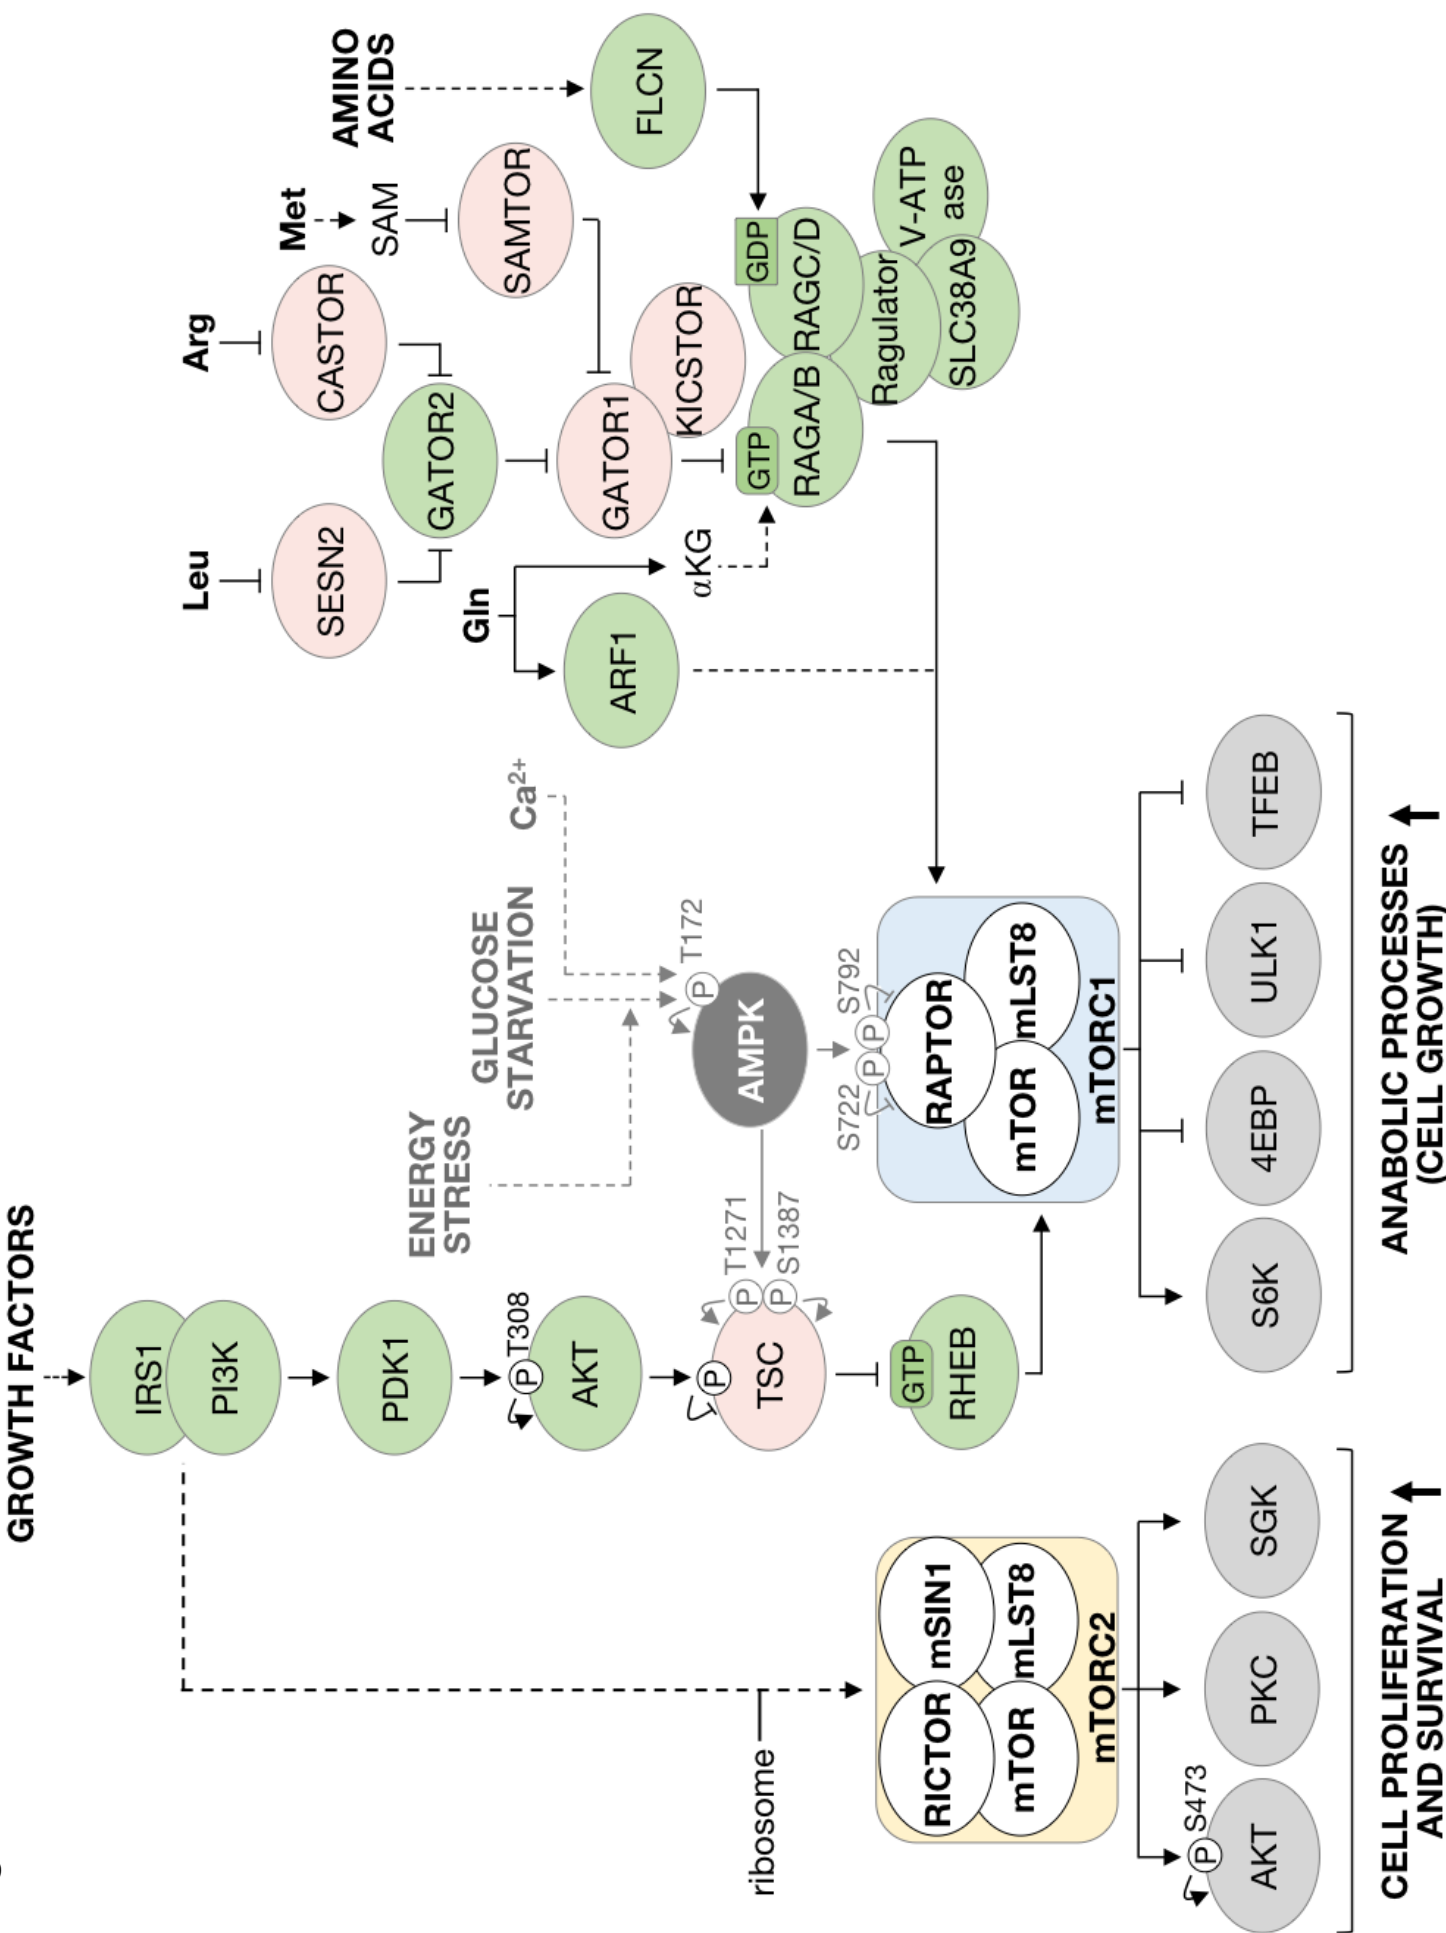 GROWTH FACTORS
IRS1
PI3K
PDK1
P
T308
AKT
P
TSC
P
T1271
P
S1387
GTP
RHEB
ribosome
RICTOR
mSIN1
mTOR
mLST8
mTORC2
P
S473
AKT
PKC
SGK
CELL PROLIFERATION
AND SURVIVAL
ENERGY
STRESS
GLUCOSE
STARVATION
Ca²⁺
P
T172
AMPK
S722
P
P
S792
RAPTOR
mTOR
mLST8
mTORC1
S6K
4EBP
ULK1
TFEB
ANABOLIC PROCESSES
(CELL GROWTH)
Leu
SESN2
Arg
CASTOR
GATOR2
Met
SAM
SAMTOR
AMINO
ACIDS
FLCN
Gln
ARF1
αKG
GATOR1
KICSTOR
GTP
RAGA/B
GDP
RAGC/D
Ragulator
V-ATP
ase
SLC38A9